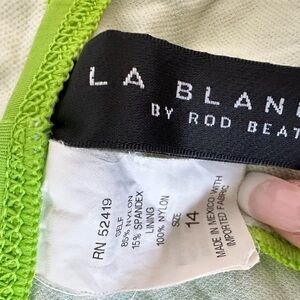 LA BLAN
BY ROD BEAT
RN 52419
SELF
85% NYLON
15% SPANDEX
LINING
100% NYLON
SIZE
14
MADE IN MEXICO WITH
IMPORTED FABRIC